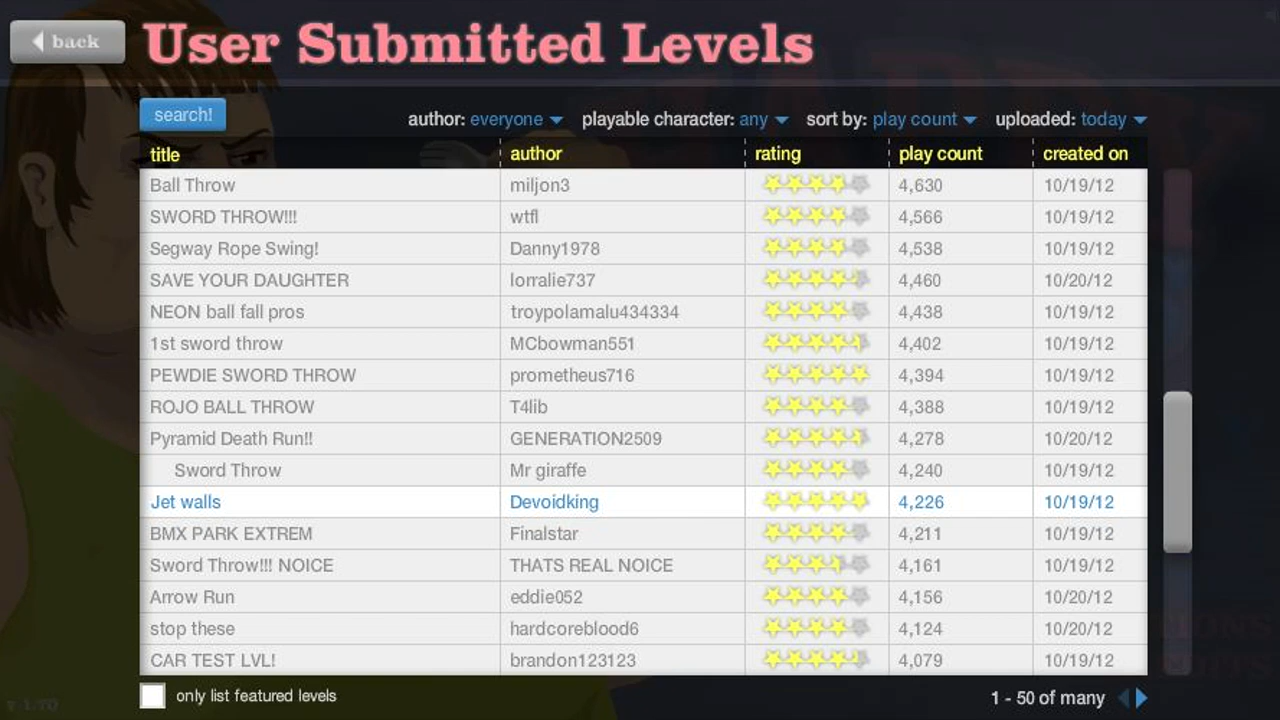 back
User Submitted Levels
search!
author: everyone playable character: any sort by: play count uploaded: today
title author rating play count created on
Ball Throw miljon3 4,630 10/19/12
SWORD THROW!!! wtfl 4,566 10/19/12
Segway Rope Swing! Danny1978 4,538 10/19/12
SAVE YOUR DAUGHTER lorralie737 4,460 10/20/12
NEON ball fall pros troypolamalu434334 4,438 10/19/12
1st sword throw MCbowman551 4,402 10/19/12
PEWDIE SWORD THROW prometheus716 4,394 10/19/12
ROJO BALL THROW T4lib 4,388 10/19/12
Pyramid Death Run!! GENERATION2509 4,278 10/20/12
Sword Throw Mr giraffe 4,240 10/19/12
Jet walls Devoidking 4,226 10/19/12
BMX PARK EXTREM Finalstar 4,211 10/19/12
Sword Throw!!! NOICE THATS REAL NOICE 4,161 10/19/12
Arrow Run eddie052 4,156 10/20/12
stop these hardcoreblood6 4,124 10/20/12
CAR TEST LVL! brandon123123 4,079 10/19/12
only list featured levels 1 - 50 of many